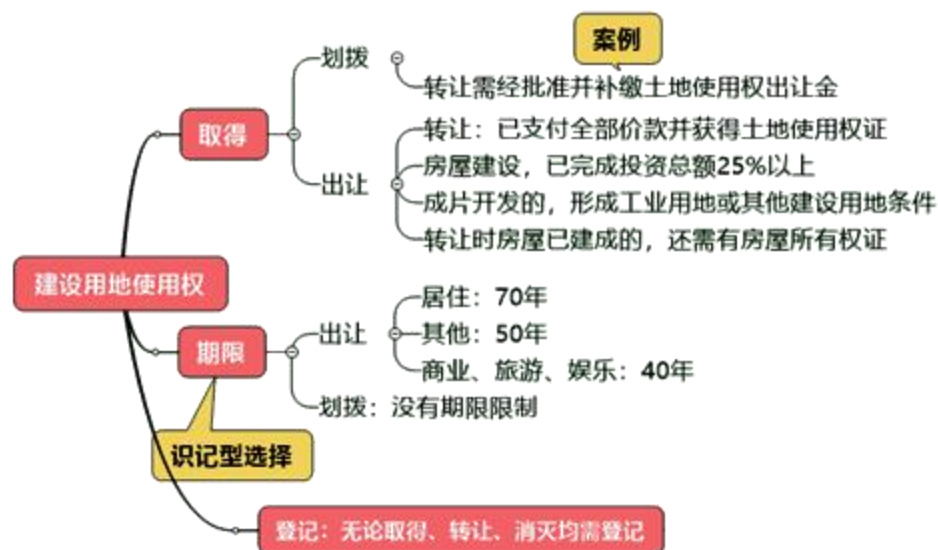 案例
划拨
转让需经批准并补缴土地使用权出让金
取得
转让：已支付全部价款并获得土地使用权证
房屋建设，已完成投资总额25%以上
出让
成片开发的，形成工业用地或其他建设用地条件
转让时房屋已建成的，还需有房屋所有权证
建设用地使用权
居住：70年
出让
其他：50年
期限
商业、旅游、娱乐：40年
划拨：没有期限限制
识记型选择
登记：无论取得、转让、消灭均需登记